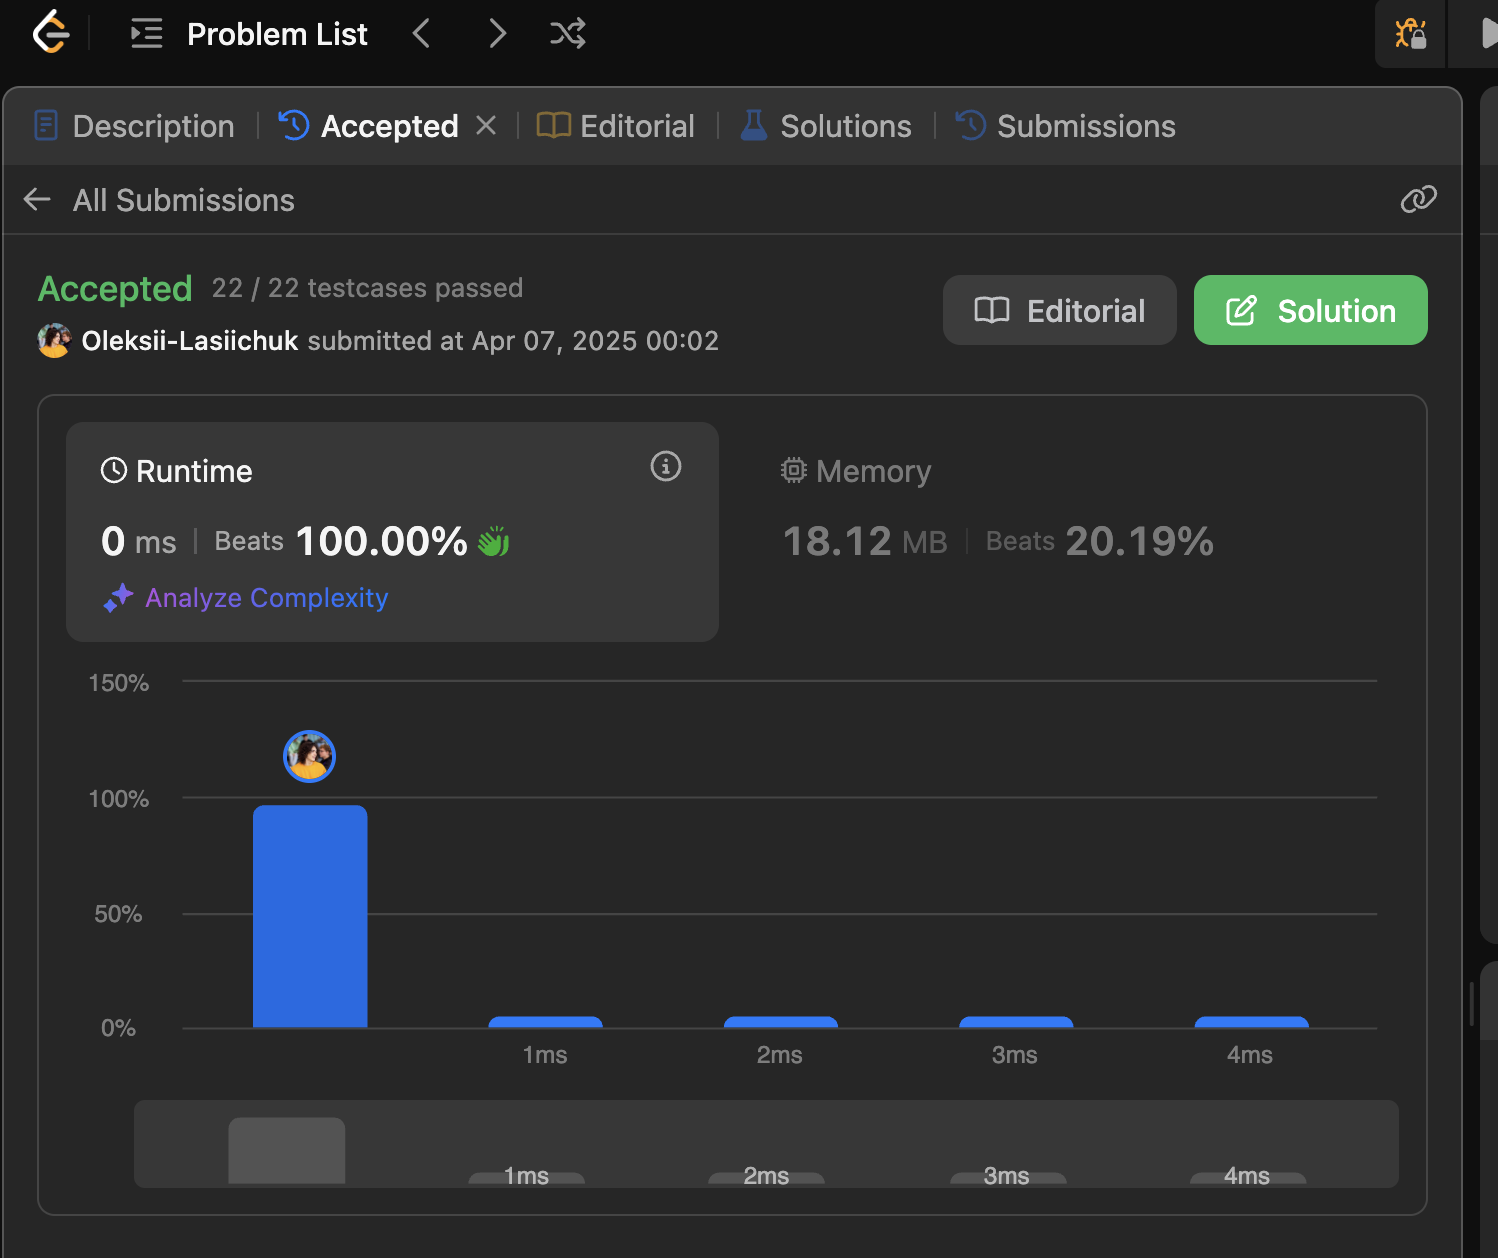 Problem List
Description
Accepted
Editorial
Solutions
Submissions
All Submissions
Accepted 22 / 22 testcases passed
Oleksii-Lasiichuk submitted at Apr 07, 2025 00:02
Editorial
Solution
Runtime
0 ms | Beats 100.00%
Analyze Complexity
Memory
18.12 MB | Beats 20.19%
150%
100%
50%
0%
1ms 2ms 3ms 4ms
1ms 2ms 3ms 4ms